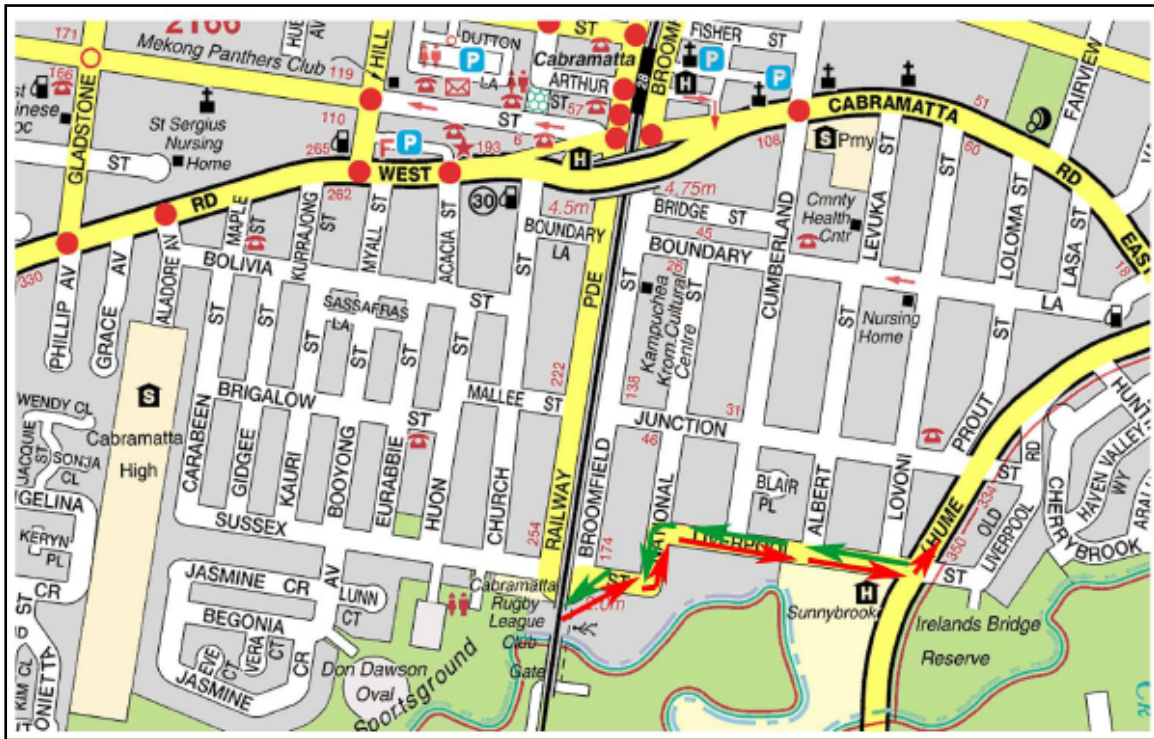 2166
171
Mekong Panthers Club
119
HILL
DUTTON
LA
P
ST
Cabramatta
ARTHUR
ST
57
28
BROOMF
FISHER
ST
P
H
P
CABRAMATTA
51
FAIRVIEW
166
GLADSTONE
110
St Sergius
Nursing
Home
265
F
P
ST
6
193
WEST
H
108
S
Prmy
60
RD
EAST
18
ST
RD
262
30
4.5m
4.75m
BRIDGE ST
45
CUMBERLAND
Cmnty
Health
Cntr
LEVUKA
ST
LOLOMA
ST
LASA
ST
330
PHILLIP AV
GRACE
AV
ALADORE AV
MAPLE
ST
KURRAJONG
MYALL ST
ACACIA ST
BOUNDARY
LA
BOLIVIA
ST
SASSAFRAS
LA
ST
ST
ST
ST
ST
PDE
ST
26
ST
BOUNDARY
LA
Kampuchea
Krom.Cultural
Centre
Nursing
Home
ST
WENDY CL
JACQUIE
ST
SONJA
CL
S
Cabramatta
High
BRIGALOW
ST
MALLEE ST
222
138
JUNCTION
31
46
ST
PROUT
RD
HUNT
HAVEN VALLEY
WY
CHERRYBROOK
CARABEEN
GIDGEE
KAURI
BOOYONG
EURABBIE
HUON
CHURCH
RAILWAY
BROOMFIELD
BLAIR
PL
ALBERT
LOVONI
HUME
334
350
OLD
LIVERPOOL
ST
NGELINA
KERYN
PL
CR
SUSSEX
AV
ST
254
174
ST
LIVERPOOL
JASMINE CR
LUNN
CT
BEGONIA
CR
VERA
CT
EVE
CT
JASMINE
KIM CL
Cabramatta
Rugby
League
Club
Gate
2.0m
Don Dawson
Oval
Sportsground
H
Sunnybrook
Irelands Bridge
Reserve